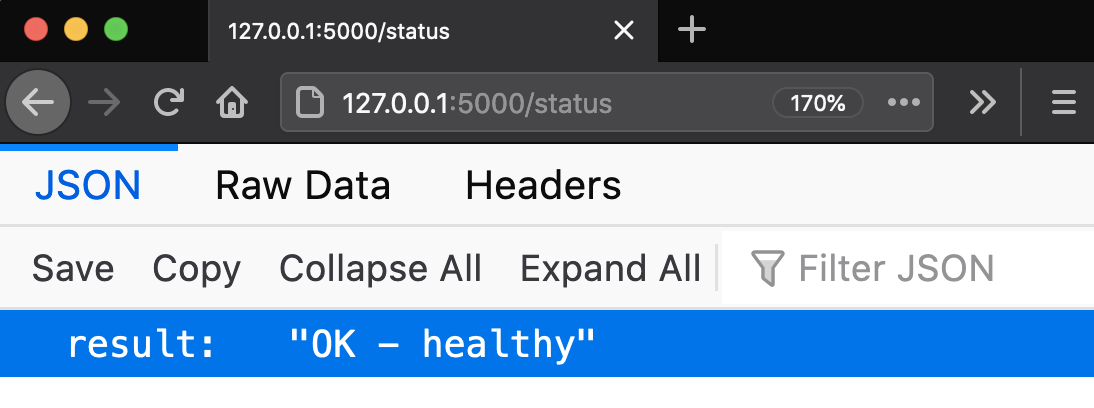 127.0.0.1:5000/status
127.0.0.1:5000/status 170%
JSON Raw Data Headers
Save Copy Collapse All Expand All Filter JSON
result: "OK - healthy"